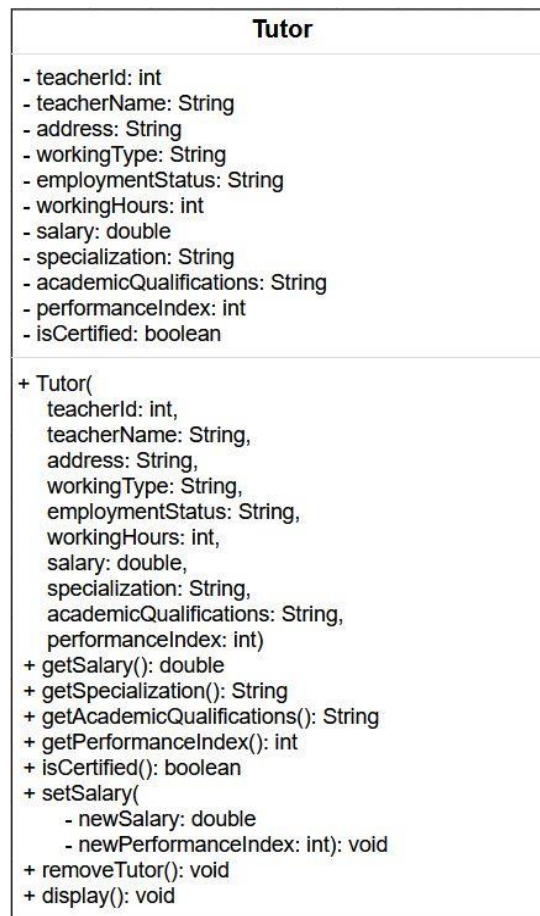 Tutor
- teacherId: int
- teacherName: String
- address: String
- workingType: String
- employmentStatus: String
- workingHours: int
- salary: double
- specialization: String
- academicQualifications: String
- performanceIndex: int
- isCertified: boolean
+ Tutor(
teacherId: int,
teacherName: String,
address: String,
workingType: String,
employmentStatus: String,
workingHours: int,
salary: double,
specialization: String,
academicQualifications: String,
performanceIndex: int)
+ getSalary(): double
+ getSpecialization(): String
+ getAcademicQualifications(): String
+ getPerformanceIndex(): int
+ isCertified(): boolean
+ setSalary(
- newSalary: double
- newPerformanceIndex: int): void
+ removeTutor(): void
+ display(): void